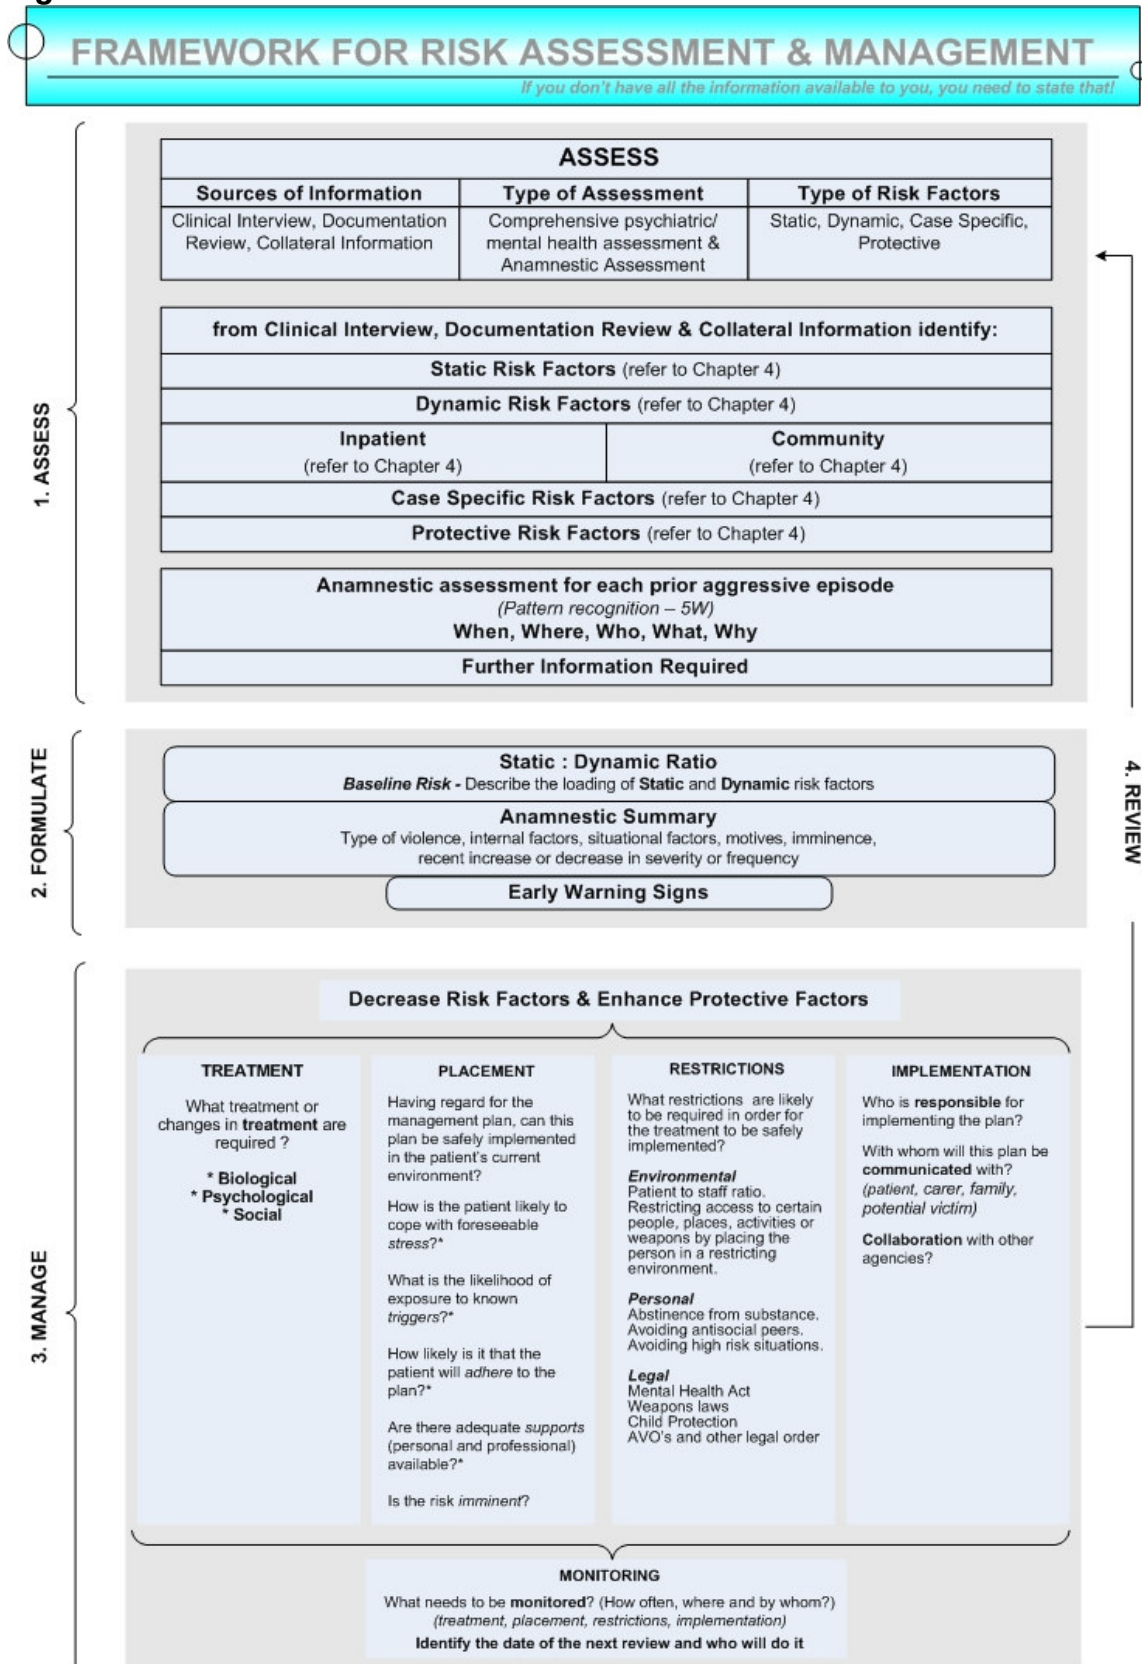 FRAMEWORK FOR RISK ASSESSMENT & MANAGEMENT
If you don't have all the information available to you, you need to state that!
1. ASSESS
ASSESS
Sources of Information
Clinical Interview, Documentation
Review, Collateral Information
Type of Assessment
Comprehensive psychiatric/
mental health assessment &
Anamnestic Assessment
Type of Risk Factors
Static, Dynamic, Case Specific,
Protective
from Clinical Interview, Documentation Review & Collateral Information identify:
Static Risk Factors (refer to Chapter 4)
Dynamic Risk Factors (refer to Chapter 4)
Inpatient
(refer to Chapter 4)
Community
(refer to Chapter 4)
Case Specific Risk Factors (refer to Chapter 4)
Protective Risk Factors (refer to Chapter 4)
Anamnestic assessment for each prior aggressive episode
(Pattern recognition – 5W)
When, Where, Who, What, Why
Further Information Required
2. FORMULATE
Static : Dynamic Ratio
Baseline Risk - Describe the loading of Static and Dynamic risk factors
Anamnestic Summary
Type of violence, internal factors, situational factors, motives, imminence,
recent increase or decrease in severity or frequency
Early Warning Signs
4. REVIEW
3. MANAGE
Decrease Risk Factors & Enhance Protective Factors
TREATMENT
What treatment or
changes in treatment are
required ?
* Biological
* Psychological
* Social
PLACEMENT
Having regard for the
management plan, can this
plan be safely implemented
in the patient's current
environment?
How is the patient likely to
cope with foreseeable
stress?*
What is the likelihood of
exposure to known
triggers?*
How likely is it that the
patient will adhere to the
plan?*
Are there adequate supports
(personal and professional)
available?*
Is the risk imminent?
RESTRICTIONS
What restrictions are likely
to be required in order for
the treatment to be safely
implemented?
Environmental
Patient to staff ratio.
Restricting access to certain
people, places, activities or
weapons by placing the
person in a restricting
environment.
Personal
Abstinence from substance.
Avoiding antisocial peers.
Avoiding high risk situations.
Legal
Mental Health Act
Weapons laws
Child Protection
AVO's and other legal order
IMPLEMENTATION
Who is responsible for
implementing the plan?
With whom will this plan be
communicated with?
(patient, carer, family,
potential victim)
Collaboration with other
agencies?
MONITORING
What needs to be monitored? (How often, where and by whom?)
(treatment, placement, restrictions, implementation)
Identify the date of the next review and who will do it